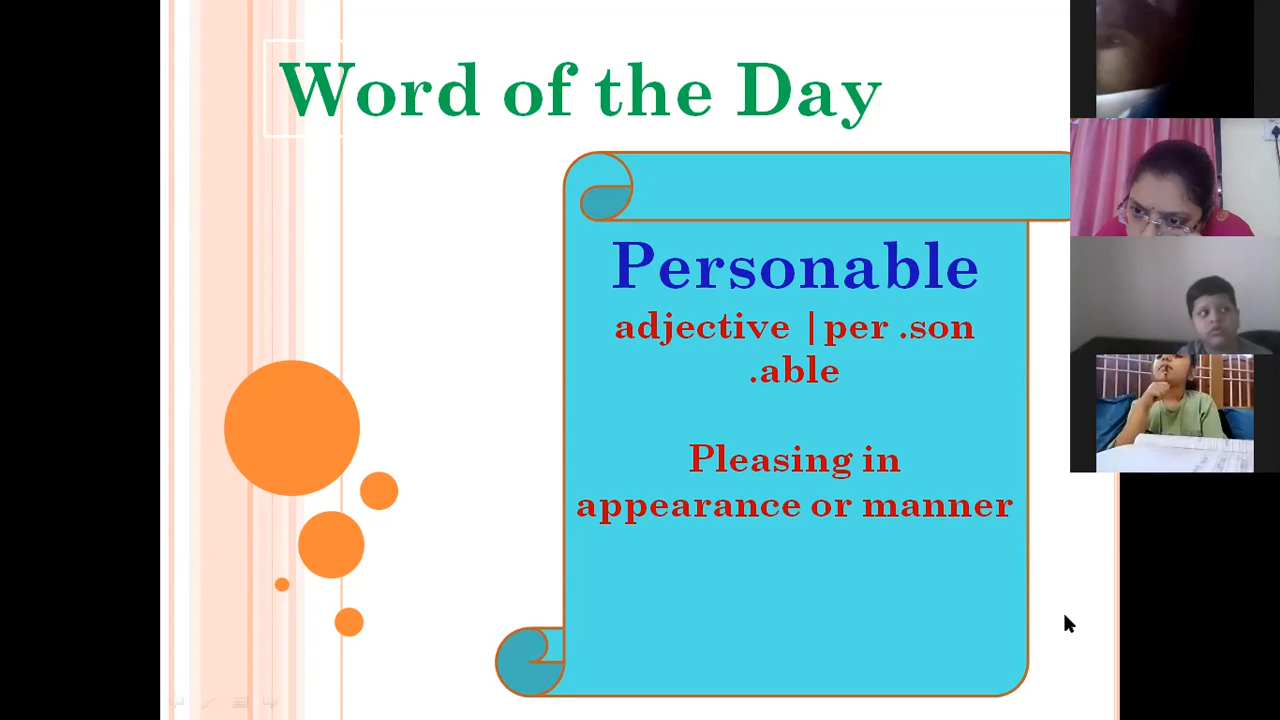 Word of the Day
Personable
adjective |per .son
.able
Pleasing in
appearance or manner